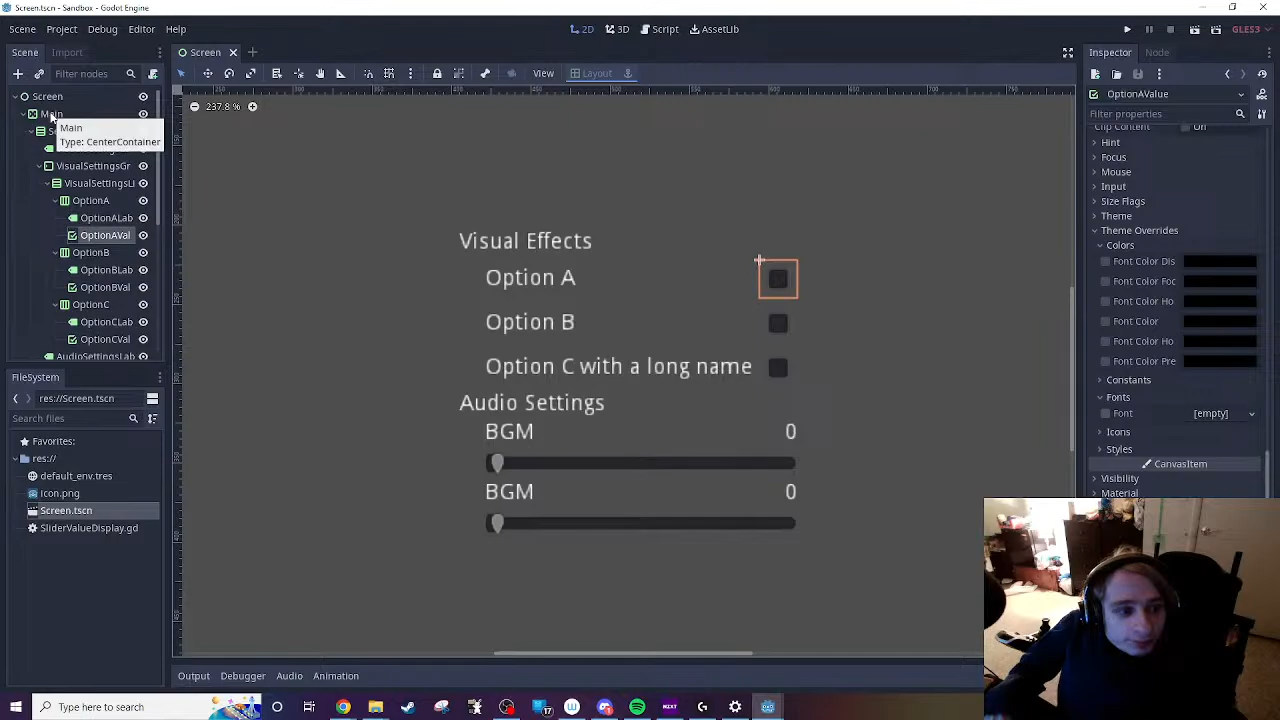 Screen.tscn - Sandbox - Godot Engine
Scene Project Debug Editor Help
2D 3D Script AssetLib
GLES3
Scene Import
Screen
Inspector Node
Filter nodes
View Layout
Screen
Main
Main
Type: CenterContainer
VisualSettingsGr
VisualSettingsLi
OptionA
OptionALab
OptionAVal
OptionB
OptionBLab
OptionBVal
OptionC
OptionCLab
OptionCVal
AudioSettingsLab
FileSystem
res://Screen.tscn
Search files
Favorites:
res://
default_env.tres
icon.png
Screen.tscn
SliderValueDisplay.gd
237.8 %
Visual Effects
Option A
Option B
Option C with a long name
Audio Settings
BGM 0
BGM 0
Output Debugger Audio Animation
OptionAValue
Filter properties
Clip Content On
Hint
Focus
Mouse
Input
Size Flags
Theme
Theme Overrides
Colors
Font Color Dis
Font Color Foc
Font Color Ho
Font Color
Font Color Ho
Font Color Pre
Constants
Fonts
Font [empty]
Icons
Styles
CanvasItem
Visibility
Material
Type here to search